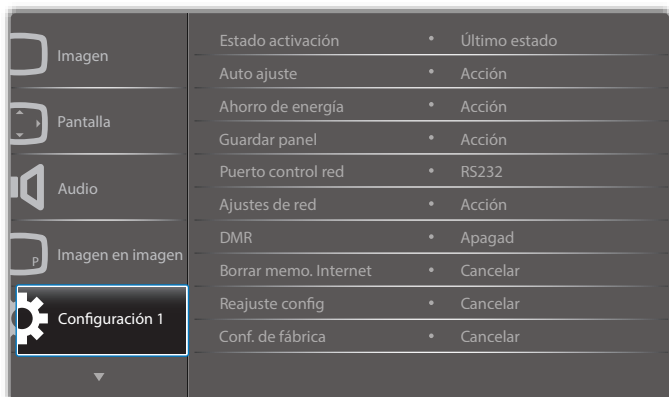 Imagen
Pantalla
Audio
P
Imagen en imagen
Configuración 1
Estado activación • Último estado
Auto ajuste • Acción
Ahorro de energía • Acción
Guardar panel • Acción
Puerto control red • RS232
Ajustes de red • Acción
DMR • Apagad
Borrar memo. Internet • Cancelar
Reajuste config • Cancelar
Conf. de fábrica • Cancelar